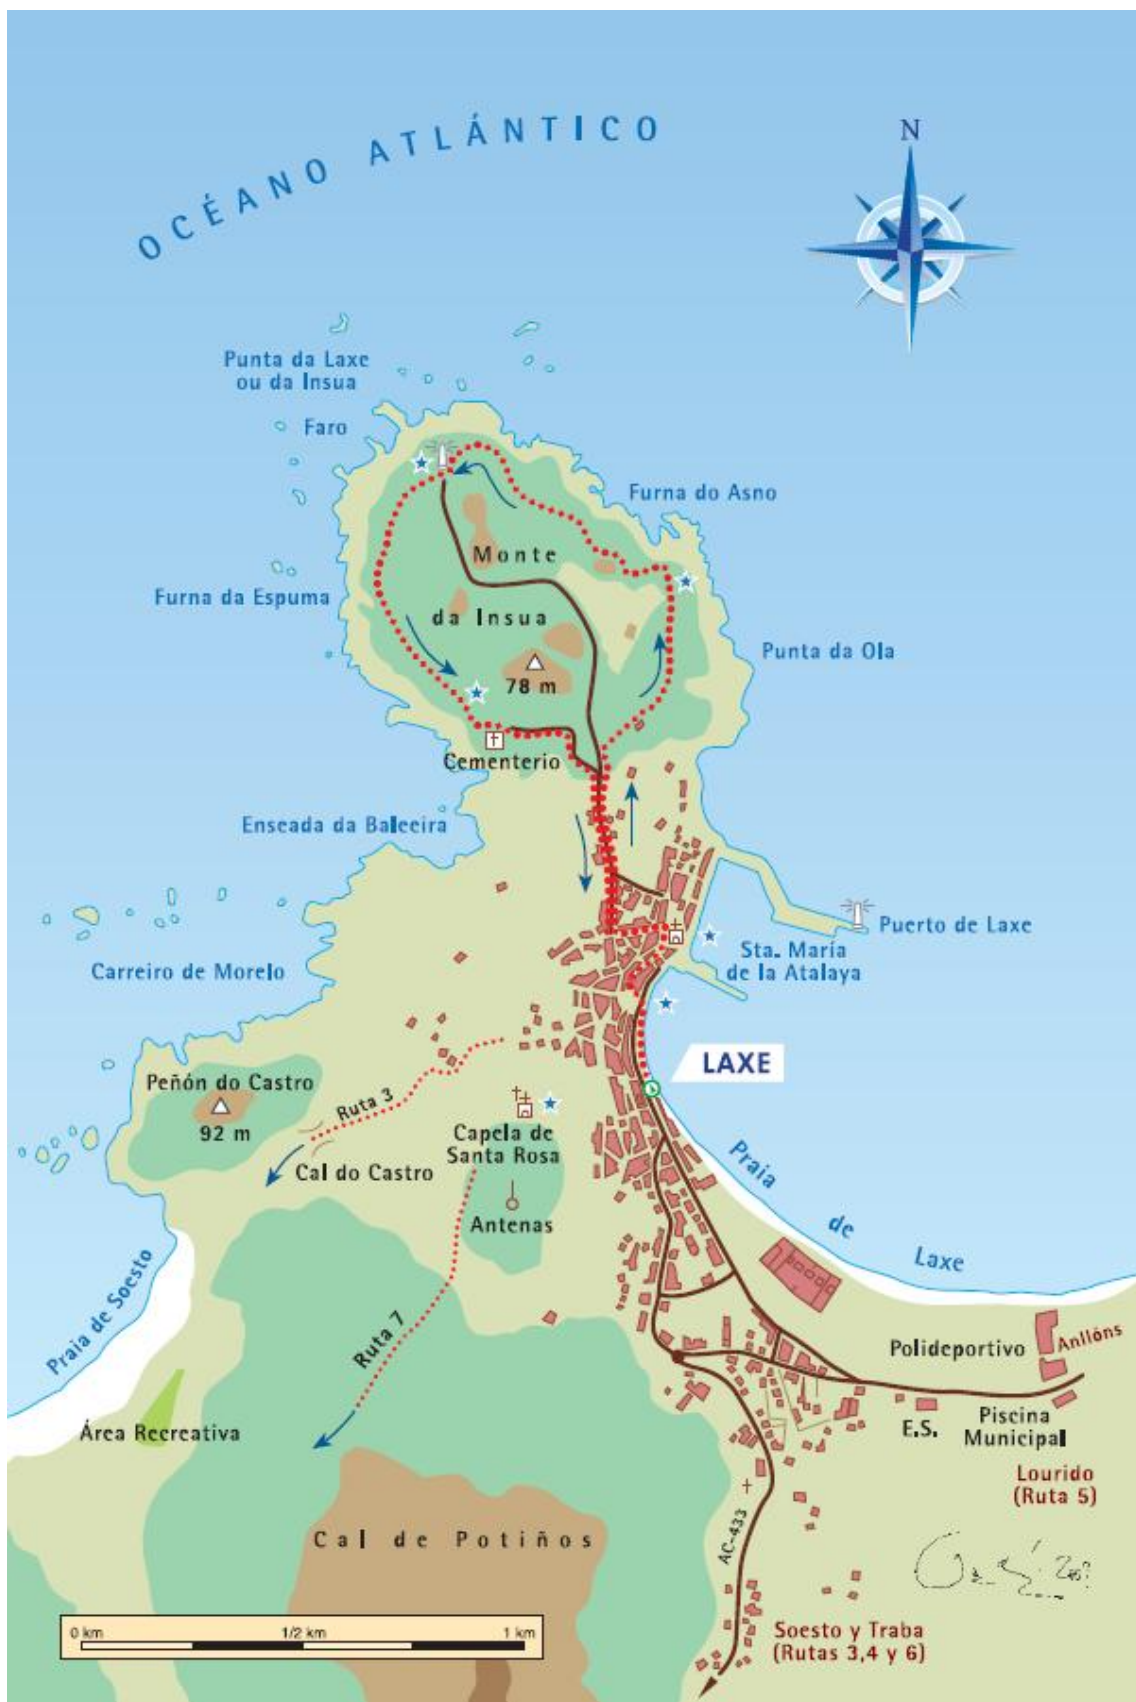 OCÉANO ATLÁNTICO
N
Punta da Laxe
ou da Insua
Faro
Furna do Asno
Monte
da Insua
Furna da Espuma
Punta da Ola
78 m
Cementerio
Enseada da Baleeira
Puerto de Laxe
Sta. María
de la Atalaya
Carreiro de Morelo
LAXE
Peñón do Castro
92 m
Ruta 3
Cal do Castro
Capela de
Santa Rosa
Antenas
Praia de Laxe
Praia de Soesto
Ruta 7
Polideportivo
Anllóns
Área Recreativa
E.S.
Piscina
Municipal
Lourido
(Ruta 5)
Cal de Potiños
AC-433
0 km 1/2 km 1 km
Soesto y Traba
(Rutas 3,4 y 6)